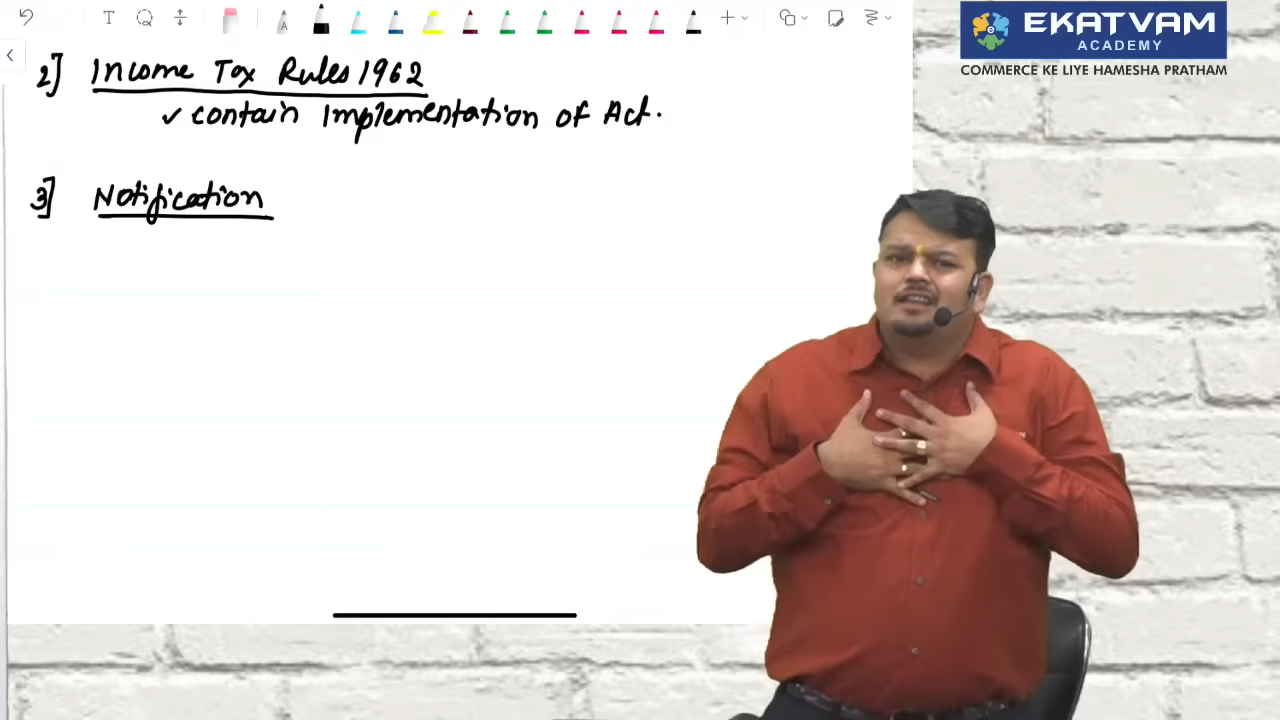 EKATVAM
ACADEMY
COMMERCE KE LIYE HAMESHA PRATHAM
2] Income Tax Rules 1962
✓ contain Implementation of Act.
3] Notification